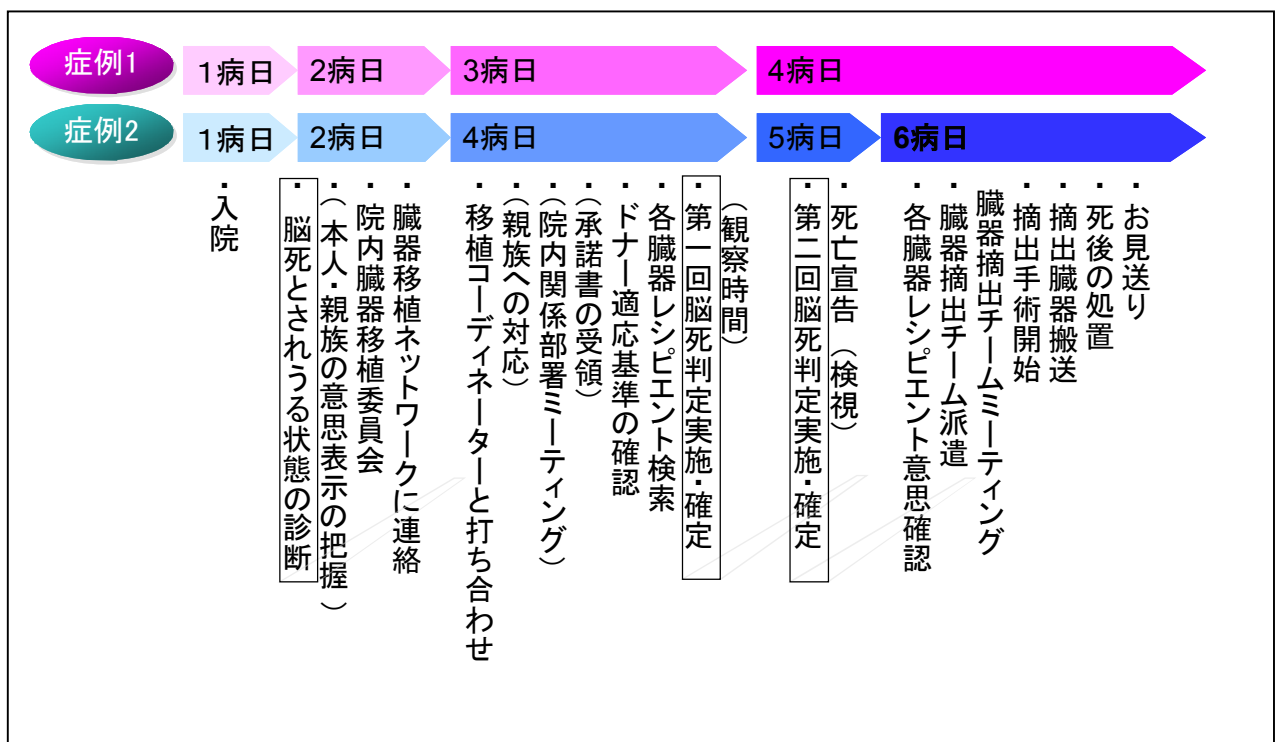 症例1
1病日
2病日
3病日
4病日
症例2
1病日
2病日
4病日
5病日
6病日
・入院
・脳死とされうる状態の診断
・（本人・親族の意思表示の把握）
・院内臓器移植委員会
・臓器移植ネットワークに連絡
・移植コーディネーターと打ち合わせ
・（親族への対応）
・（院内関係部署ミーティング）
・（承諾書の受領）
・ドナー適応基準の確認
・各臓器レシピエント検索
・第一回脳死判定実施・確定
（観察時間）
・第二回脳死判定実施・確定
・死亡宣告（検視）
・各臓器レシピエント意思確認
・臓器摘出チーム派遣
臓器摘出チームミーティング
・摘出手術開始
・摘出臓器搬送
・死後の処置
・お見送り